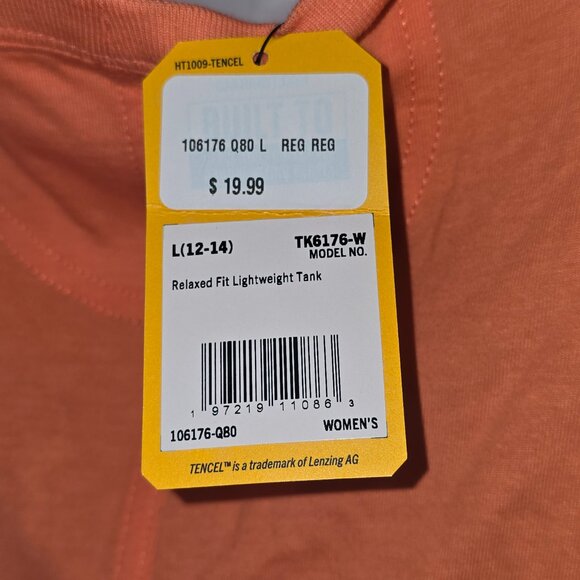 HT1009-TENCEL
106176 Q80 L REG REG
$ 19.99
L(12-14) TK6176-W
MODEL NO.
Relaxed Fit Lightweight Tank
1 97219 11086 3
106176-Q80 WOMEN'S
TENCEL™ is a trademark of Lenzing AG